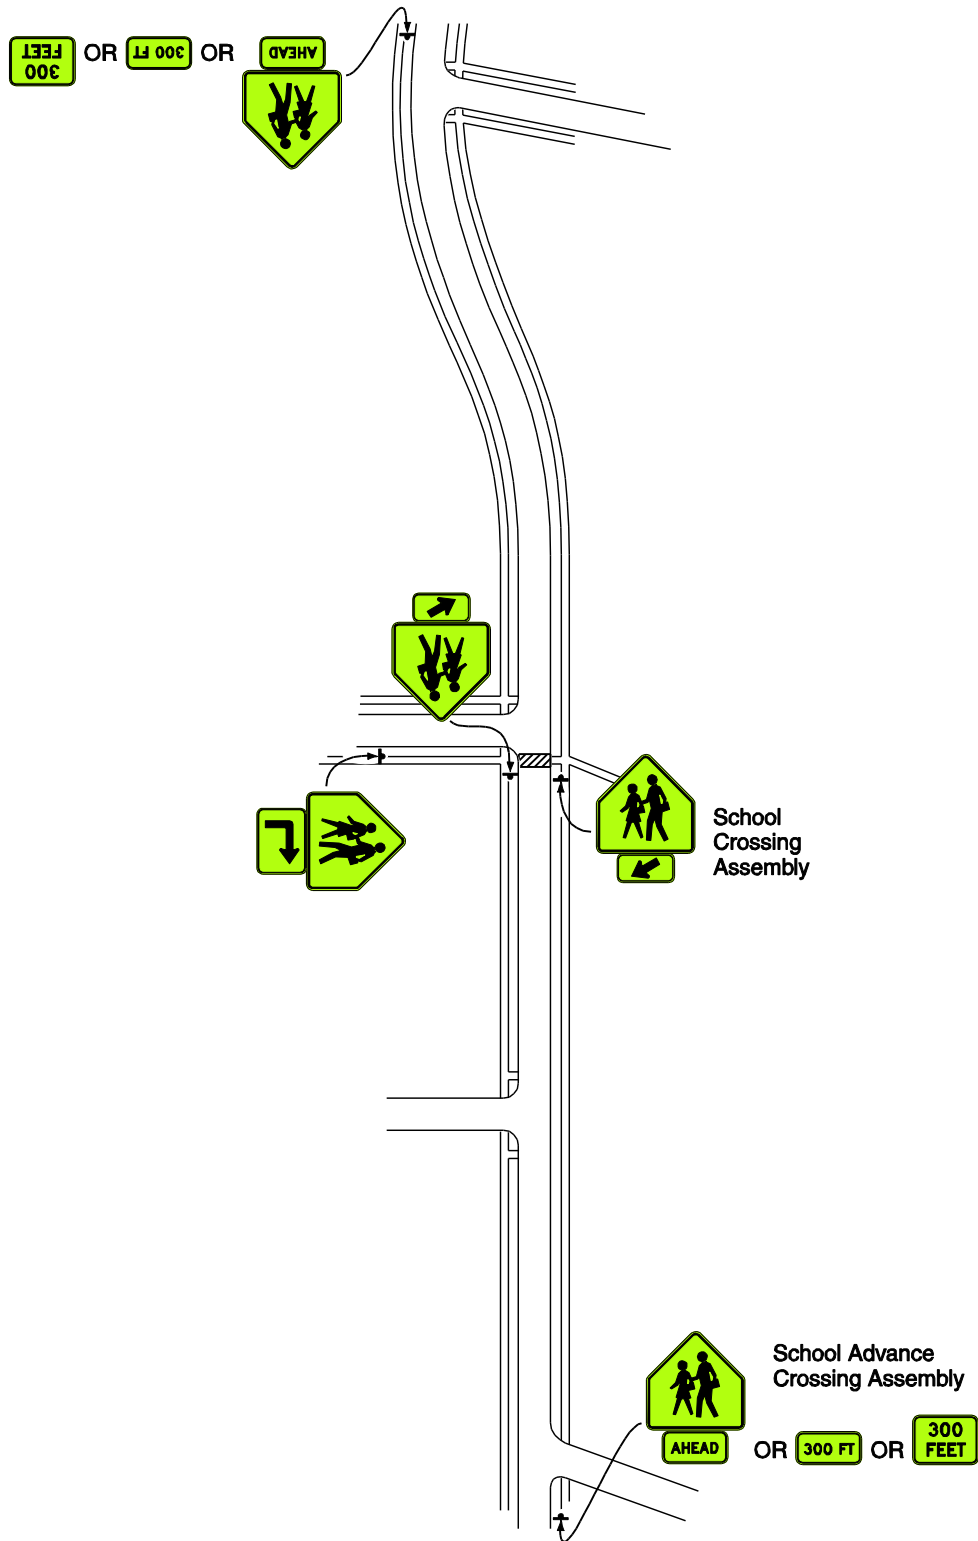 300
FEET
OR
300 FT
OR
AHEAD
School
Crossing
Assembly
School Advance
Crossing Assembly
AHEAD
OR
300 FT
OR
300
FEET